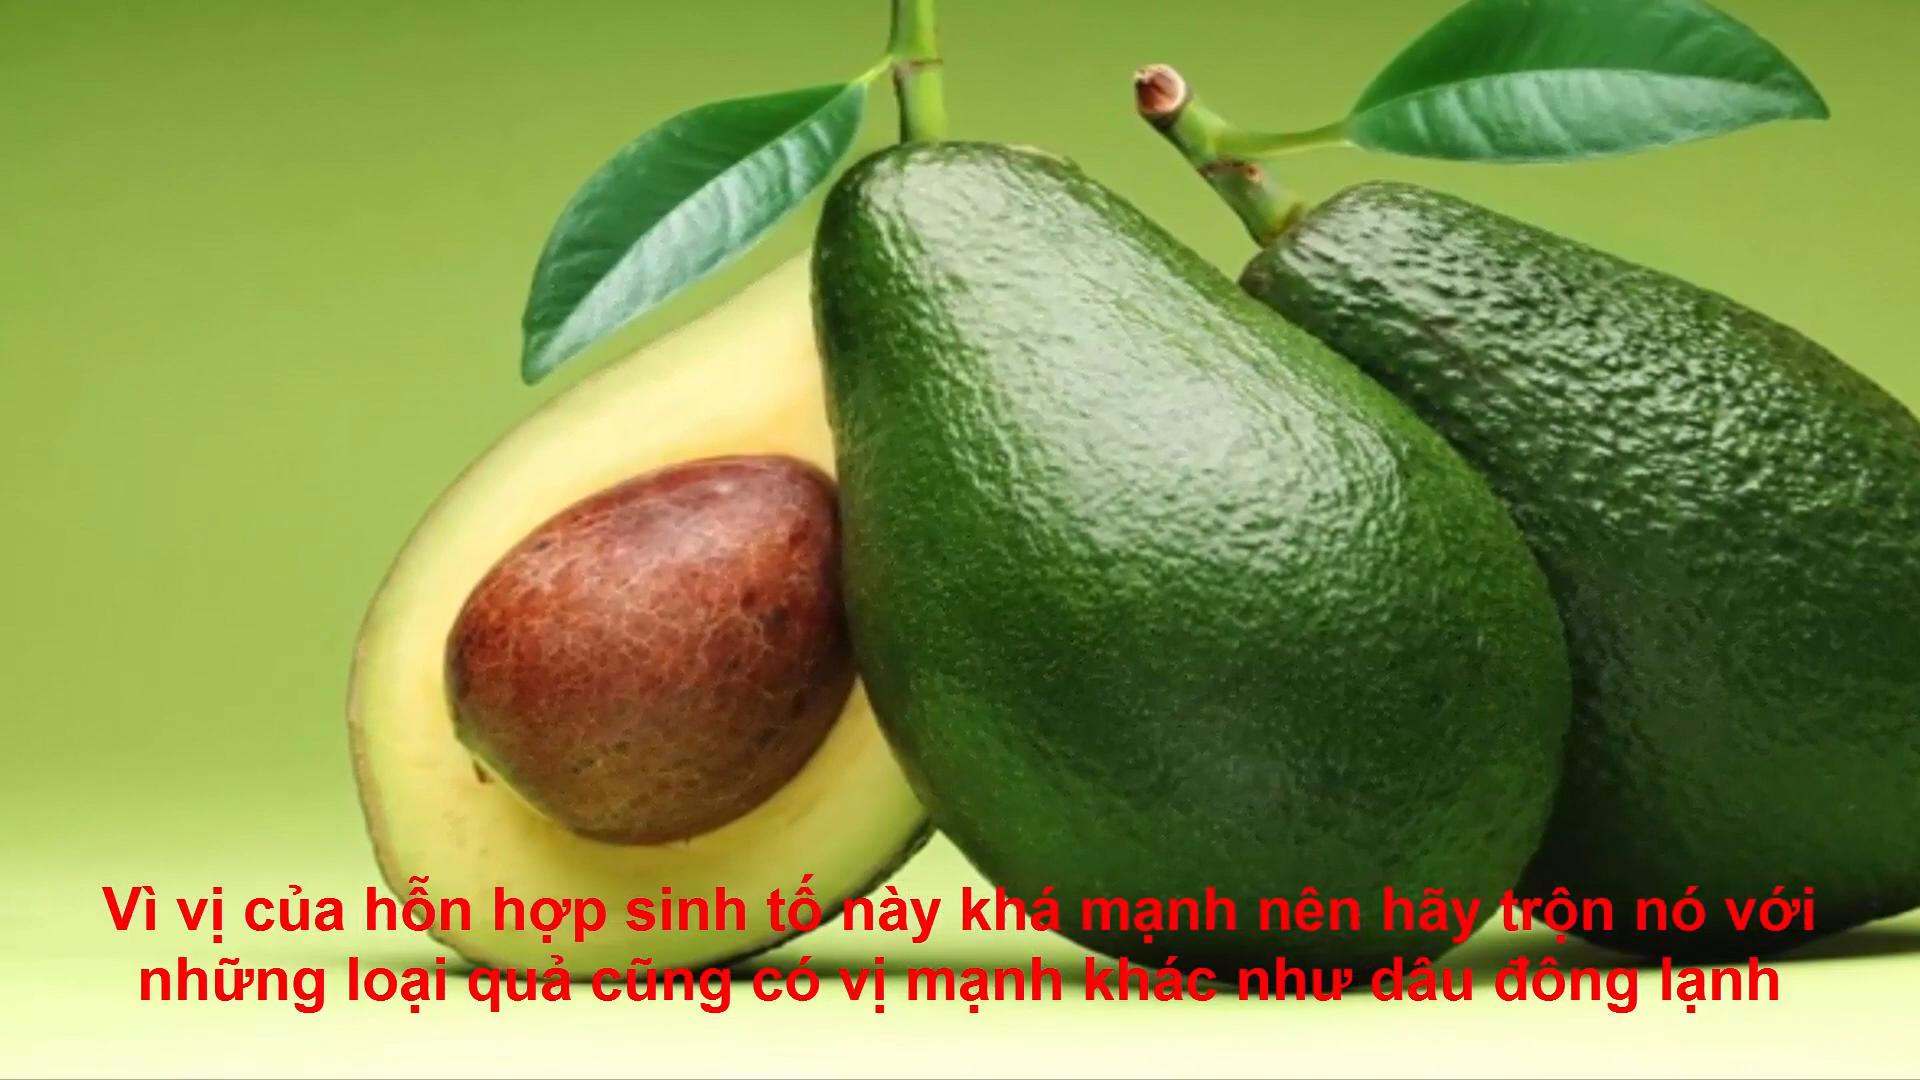 Vì vị của hỗn hợp sinh tố này khá mạnh nên hãy trộn nó với
những loại quả cũng có vị mạnh khác như dâu đông lạnh